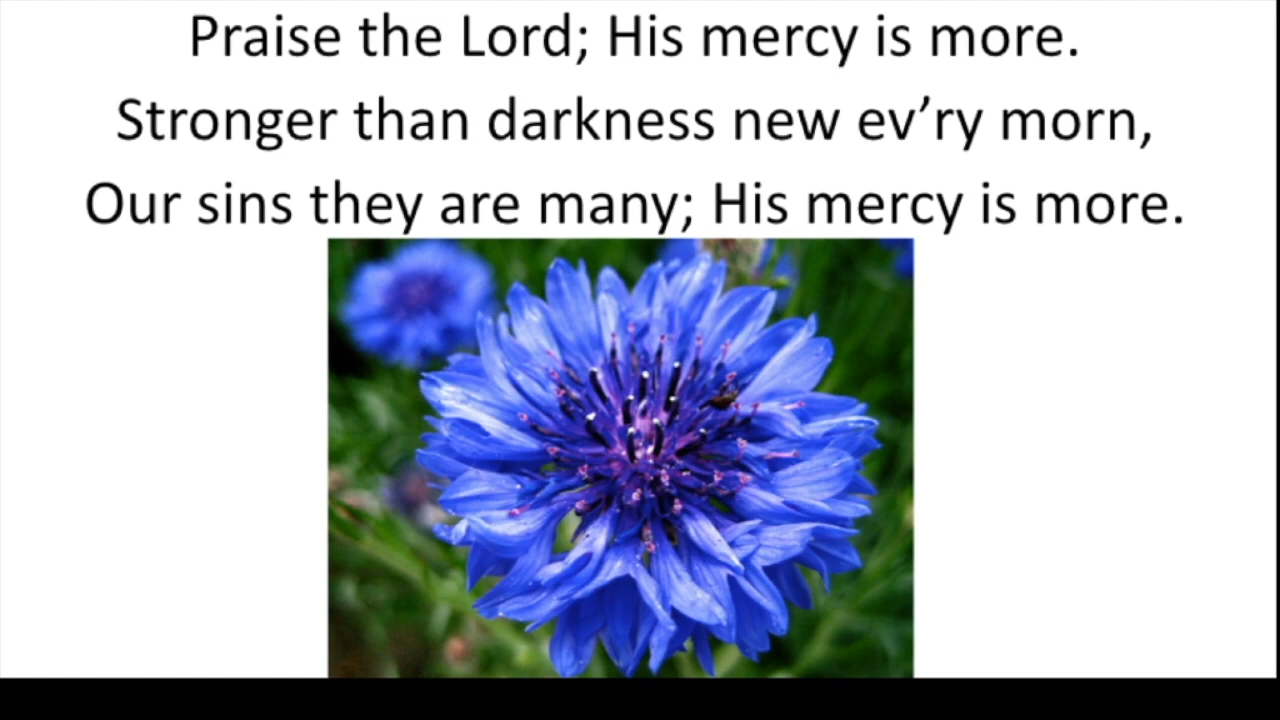 Praise the Lord; His mercy is more.
Stronger than darkness new ev’ry morn,
Our sins they are many; His mercy is more.